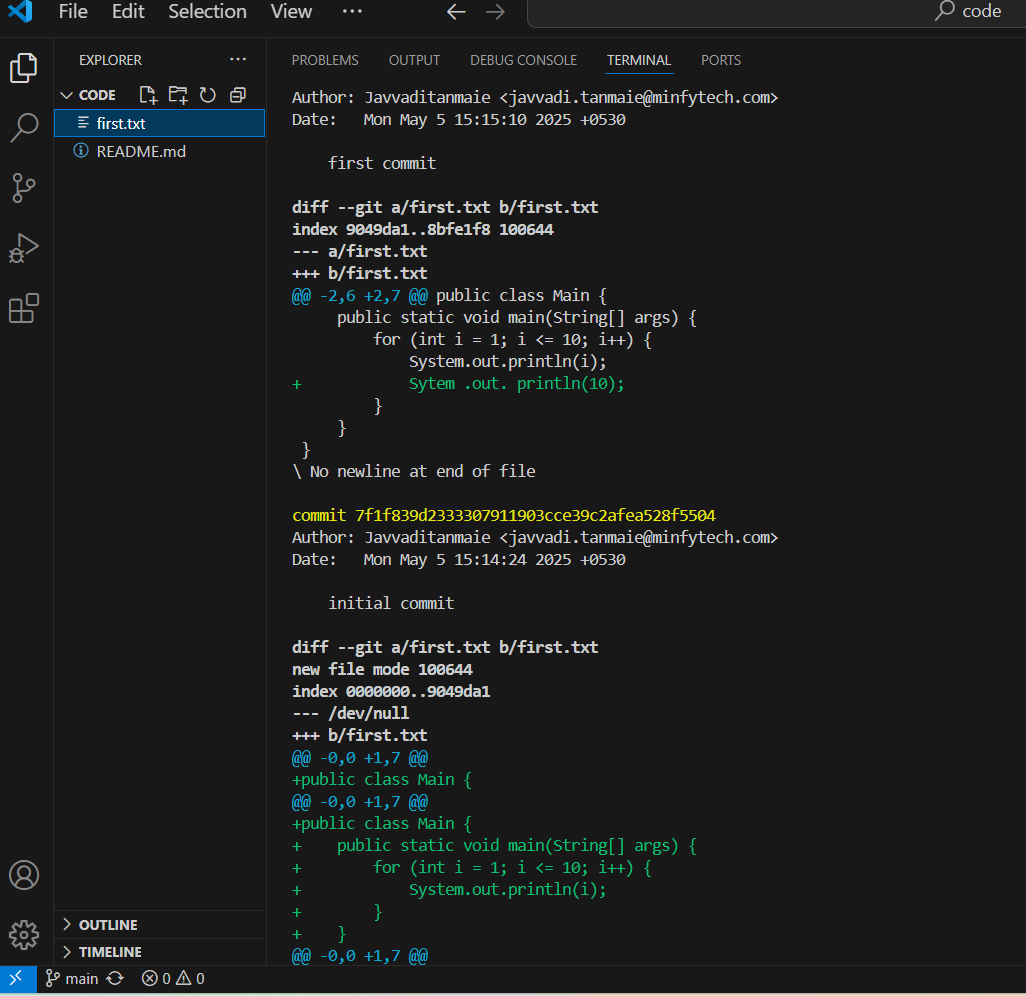 File Edit Selection View ···
code
EXPLORER ···
CODE
first.txt
README.md
OUTLINE
TIMELINE
PROBLEMS OUTPUT DEBUG CONSOLE TERMINAL PORTS
Author: Javvaditanmaie <javvadi.tanmaie@minfytech.com>
Date:   Mon May 5 15:15:10 2025 +0530
    first commit
diff --git a/first.txt b/first.txt
index 9049da1..8bfe1f8 100644
--- a/first.txt
+++ b/first.txt
@@ -2,6 +2,7 @@ public class Main {
     public static void main(String[] args) {
         for (int i = 1; i <= 10; i++) {
             System.out.println(i);
+            Sytem .out. println(10);
         }
     }
 }
\ No newline at end of file
commit 7f1f839d2333307911903cce39c2afea528f5504
Author: Javvaditanmaie <javvadi.tanmaie@minfytech.com>
Date:   Mon May 5 15:14:24 2025 +0530
    initial commit
diff --git a/first.txt b/first.txt
new file mode 100644
index 0000000..9049da1
--- /dev/null
+++ b/first.txt
@@ -0,0 +1,7 @@
+public class Main {
@@ -0,0 +1,7 @@
+public class Main {
+    public static void main(String[] args) {
+        for (int i = 1; i <= 10; i++) {
+            System.out.println(i);
+        }
+    }
@@ -0,0 +1,7 @@
main 0 0